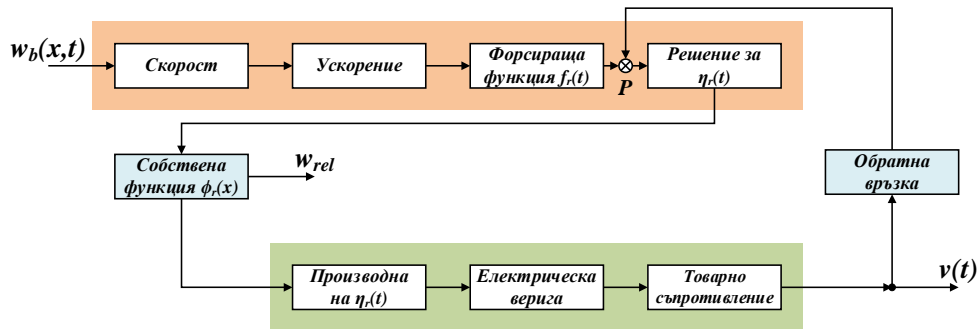 w_b(x,t)
Скорост
Ускорение
Форсираща
функция f_r(t)
P
Решение за
η_r(t)
Собствена
функция ϕ_r(x)
w_rel
Обратна
връзка
Производна
на η_r(t)
Електрическа
верига
Товарно
съпротивление
v(t)